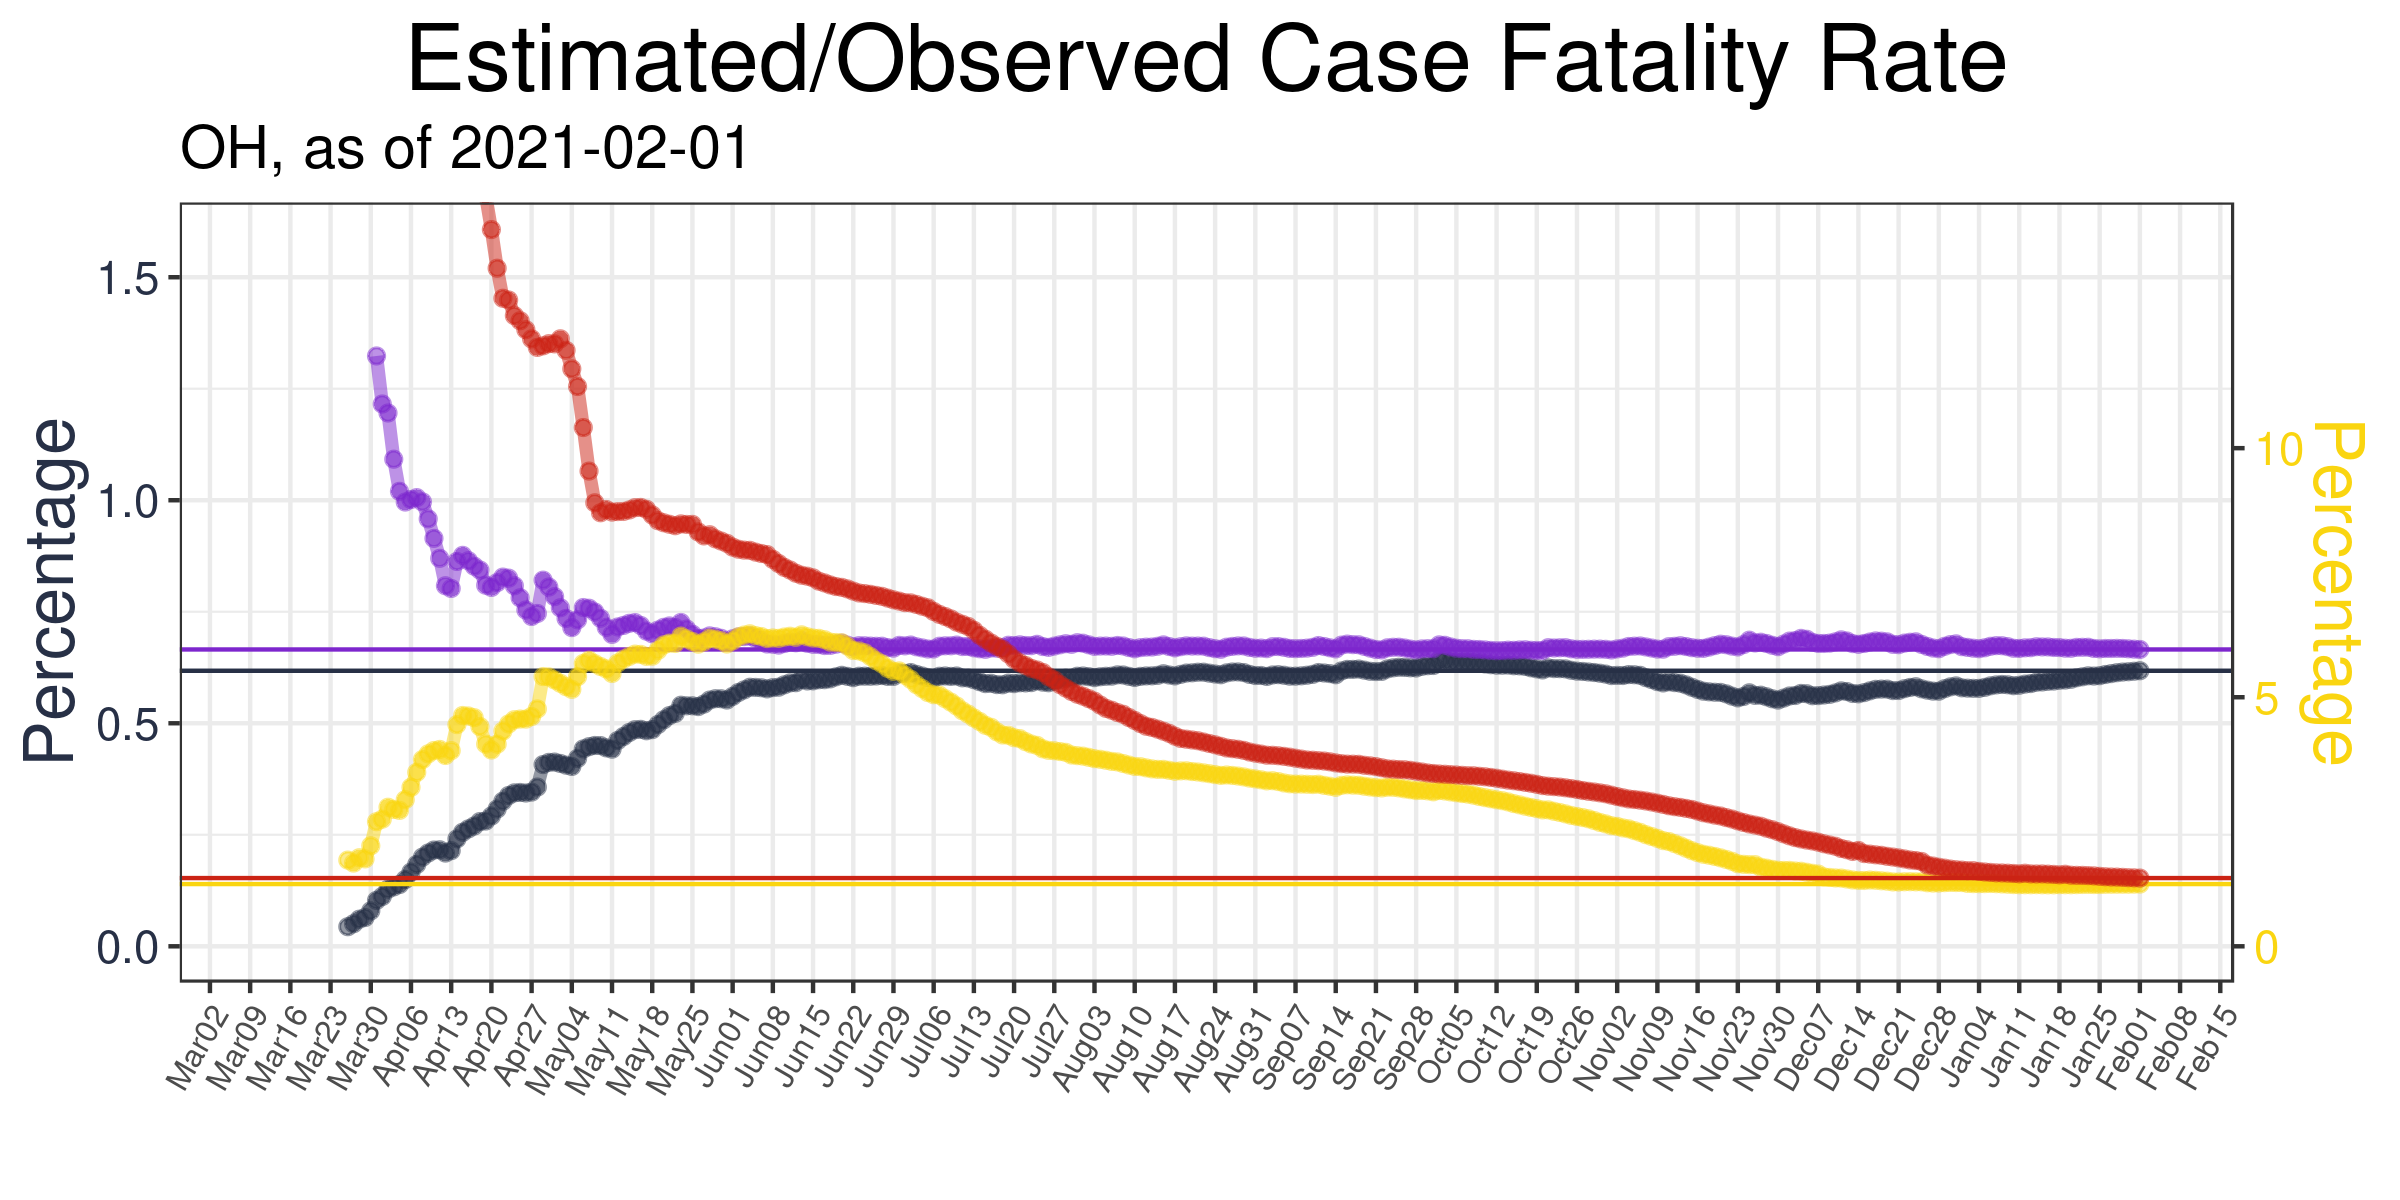 Estimated/Observed Case Fatality Rate
OH, as of 2021-02-01
Percentage
1.5
1.0
0.5
0.0
10
5
0
Percentage
Mar02 Mar09 Mar16 Mar23 Mar30 Apr06 Apr13 Apr20 Apr27 May04 May11 May18 May25 Jun01 Jun08 Jun15 Jun22 Jun29 Jul06 Jul13 Jul20 Jul27 Aug03 Aug10 Aug17 Aug24 Aug31 Sep07 Sep14 Sep21 Sep28 Oct05 Oct12 Oct19 Oct26 Nov02 Nov09 Nov16 Nov23 Nov30 Dec07 Dec14 Dec21 Dec28 Jan04 Jan11 Jan18 Jan25 Feb01 Feb08 Feb15